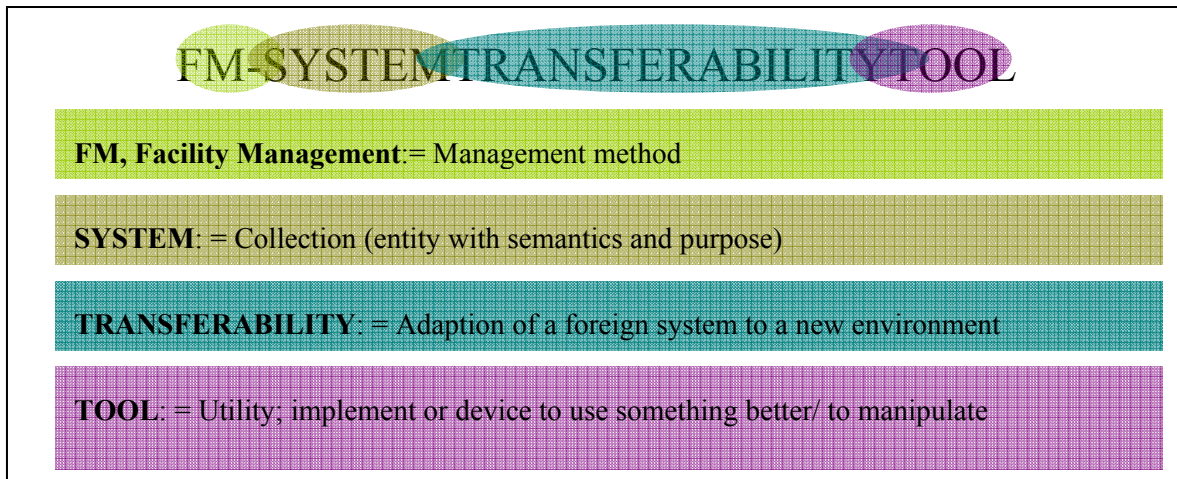 FM-SYSTEMTRANSFERABILITYTOOL
FM, Facility Management:= Management method
SYSTEM: = Collection (entity with semantics and purpose)
TRANSFERABILITY: = Adaption of a foreign system to a new environment
TOOL: = Utility; implement or device to use something better/ to manipulate